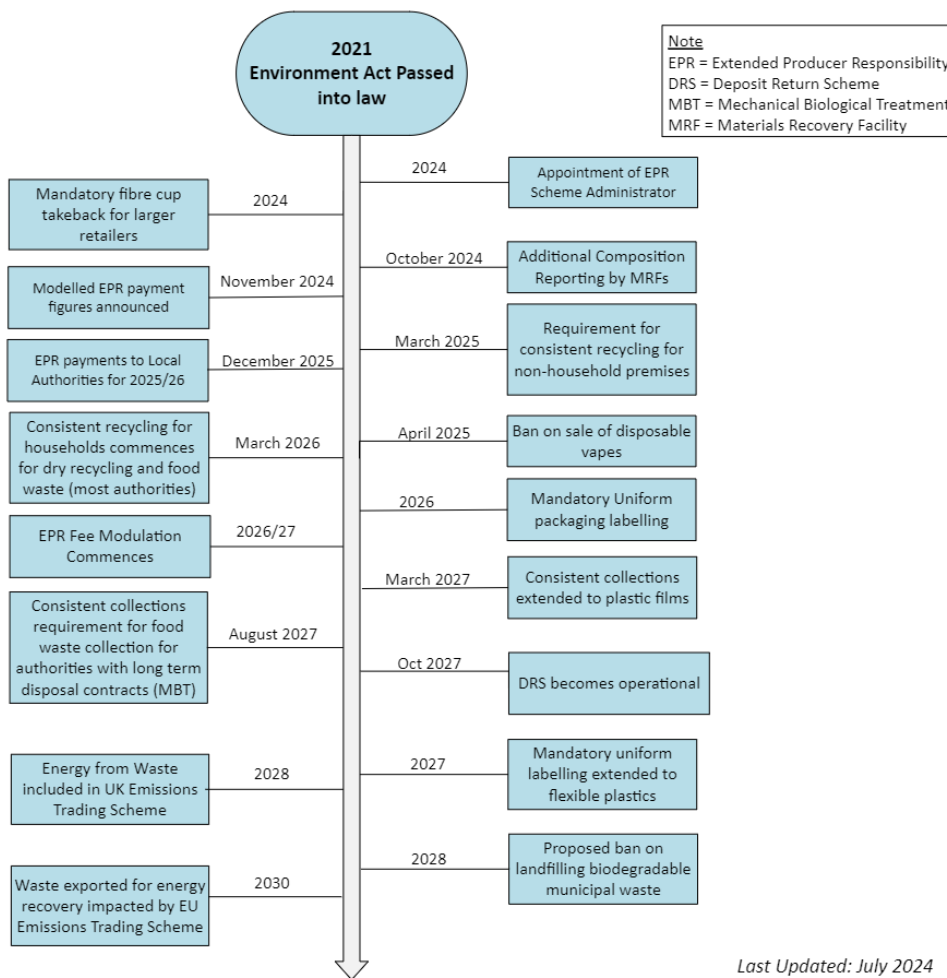 2021
Environment Act Passed
into law
Note
EPR = Extended Producer Responsibility
DRS = Deposit Return Scheme
MBT = Mechanical Biological Treatment
MRF = Materials Recovery Facility
2024
Appointment of EPR
Scheme Administrator
Mandatory fibre cup
takeback for larger
retailers
2024
October 2024
Additional Composition
Reporting by MRFs
Modelled EPR payment
figures announced
November 2024
March 2025
Requirement for
consistent recycling for
non-household premises
EPR payments to Local
Authorities for 2025/26
December 2025
April 2025
Ban on sale of disposable
vapes
Consistent recycling for
households commences
for dry recycling and food
waste (most authorities)
March 2026
2026
Mandatory Uniform
packaging labelling
EPR Fee Modulation
Commences
2026/27
March 2027
Consistent collections
extended to plastic films
Consistent collections
requirement for food
waste collection for
authorities with long term
disposal contracts (MBT)
August 2027
Oct 2027
DRS becomes operational
2027
Mandatory uniform
labelling extended to
flexible plastics
Energy from Waste
included in UK Emissions
Trading Scheme
2028
2028
Proposed ban on
landfilling biodegradable
municipal waste
Waste exported for energy
recovery impacted by EU
Emissions Trading Scheme
2030
Last Updated: July 2024